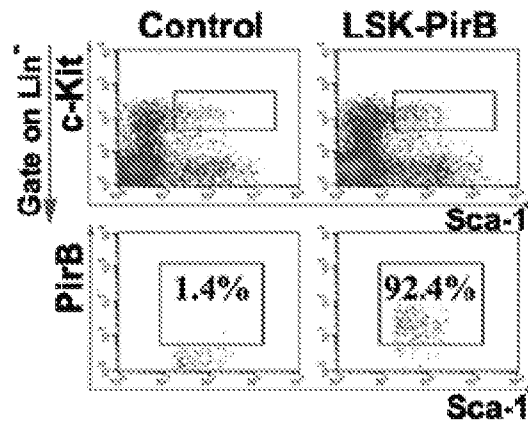 Control LSK-PirB
Gate on Lin⁻
c-Kit
Sca-1
PirB
1.4% 92.4%
Sca-1